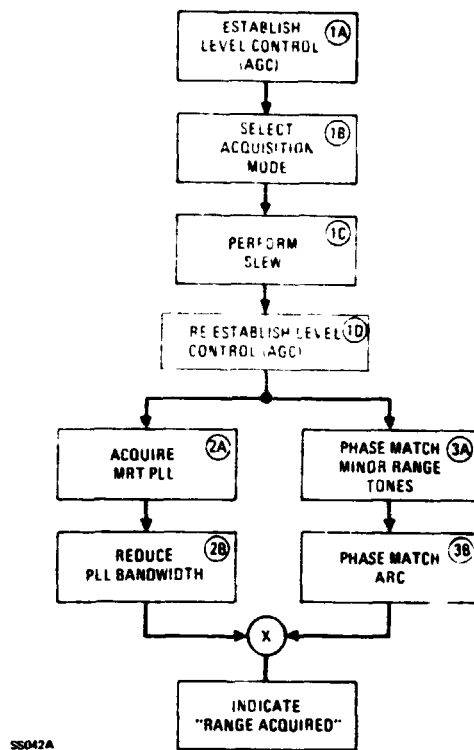 ESTABLISH
LEVEL CONTROL
(AGC)
1A
SELECT
ACQUISITION
MODE
1B
PERFORM
SLEW
1C
RE ESTABLISH LEVEL
CONTROL (AGC)
1D
ACQUIRE
MRT PLL
2A
PHASE MATCH
MINOR RANGE
TONES
3A
REDUCE
PLL BANDWIDTH
2B
PHASE MATCH
ARC
3B
X
INDICATE
"RANGE ACQUIRED"
SS042A